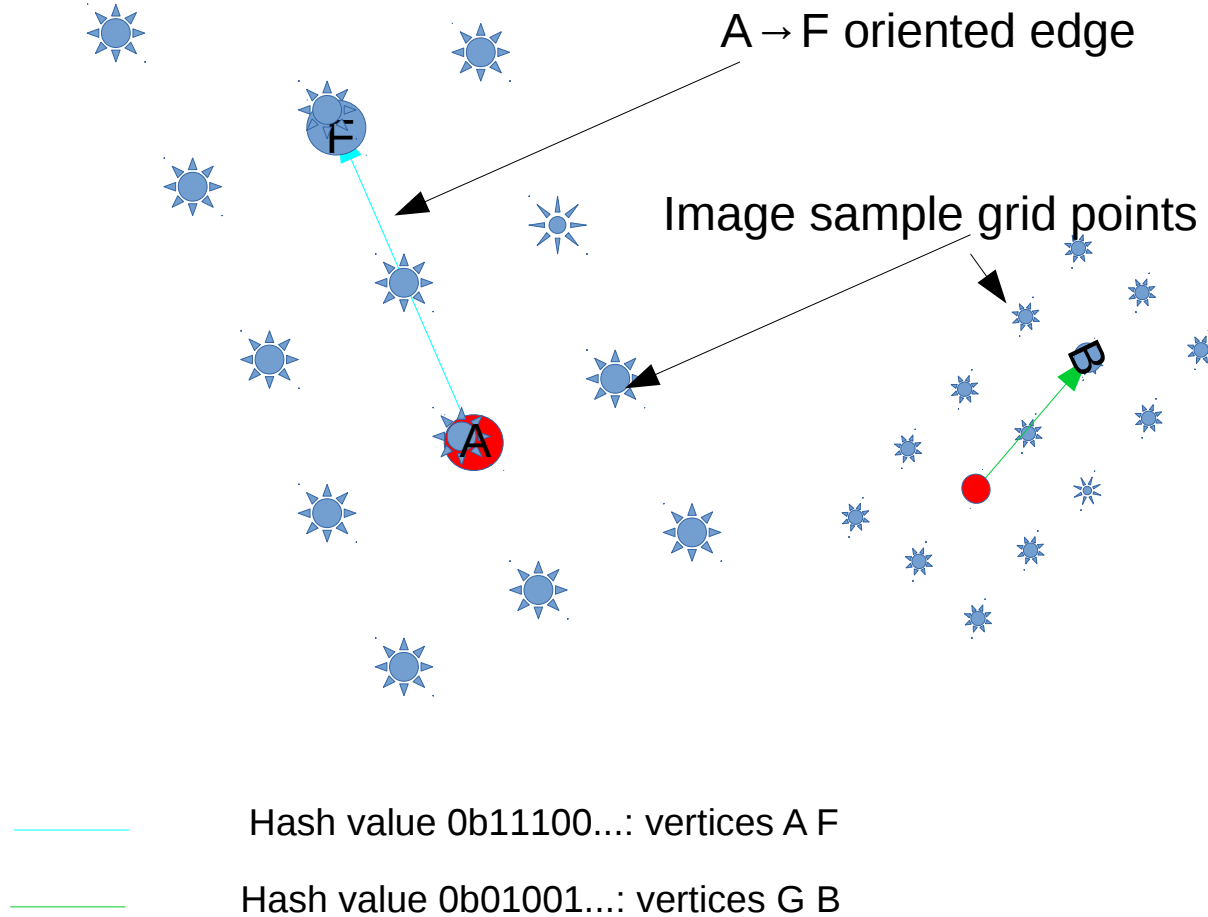 A→F oriented edge
F
Image sample grid points
B
A
Hash value 0b11100...: vertices A F
Hash value 0b01001...: vertices G B